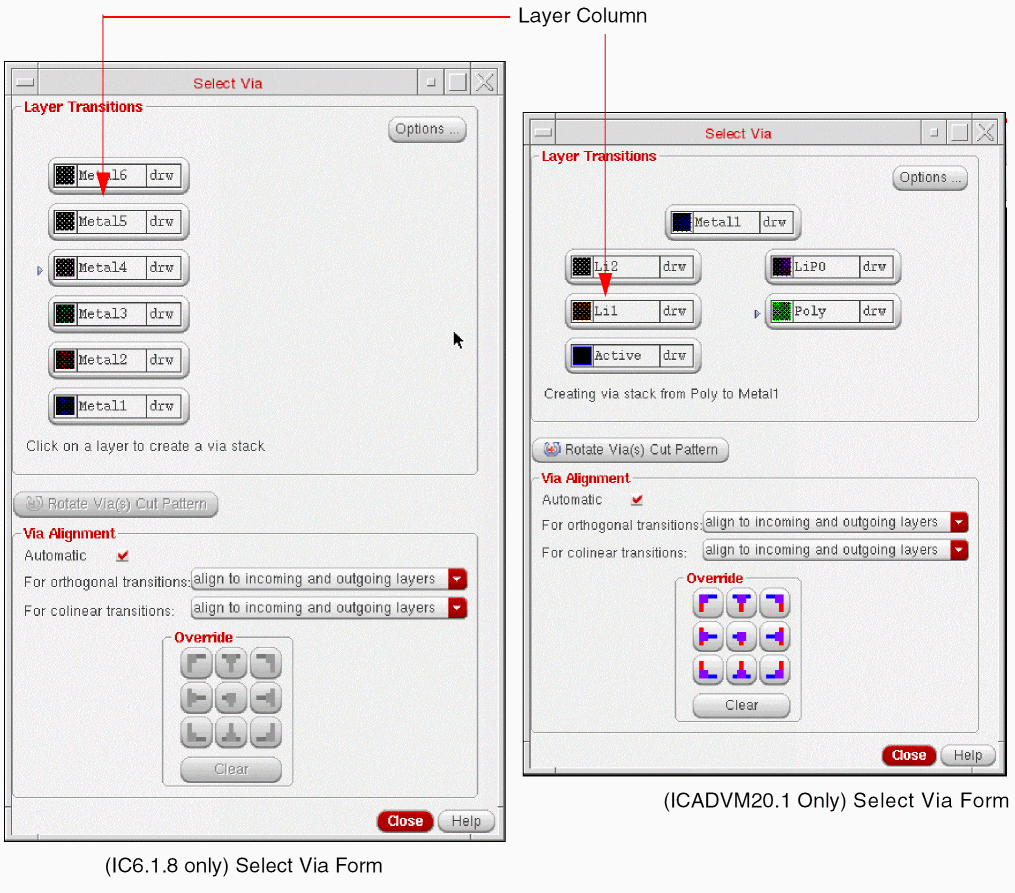 Layer Column
Select Via
Layer Transitions
Options ...
Metal6 drw
Metal5 drw
Metal4 drw
Metal3 drw
Metal2 drw
Metal1 drw
Click on a layer to create a via stack
Rotate Via(s) Cut Pattern
Via Alignment
Automatic
For orthogonal transitions: align to incoming and outgoing layers
For colinear transitions: align to incoming and outgoing layers
Override
Clear
Close Help
(IC6.1.8 only) Select Via Form
Select Via
Layer Transitions
Options ...
Metal1 drw
Li2 drw LiPO drw
Li1 drw Poly drw
Active drw
Creating via stack from Poly to Metal1
Rotate Via(s) Cut Pattern
Via Alignment
Automatic
For orthogonal transitions: align to incoming and outgoing layers
For colinear transitions: align to incoming and outgoing layers
Override
Clear
Close Help
(ICADVM20.1 Only) Select Via Form